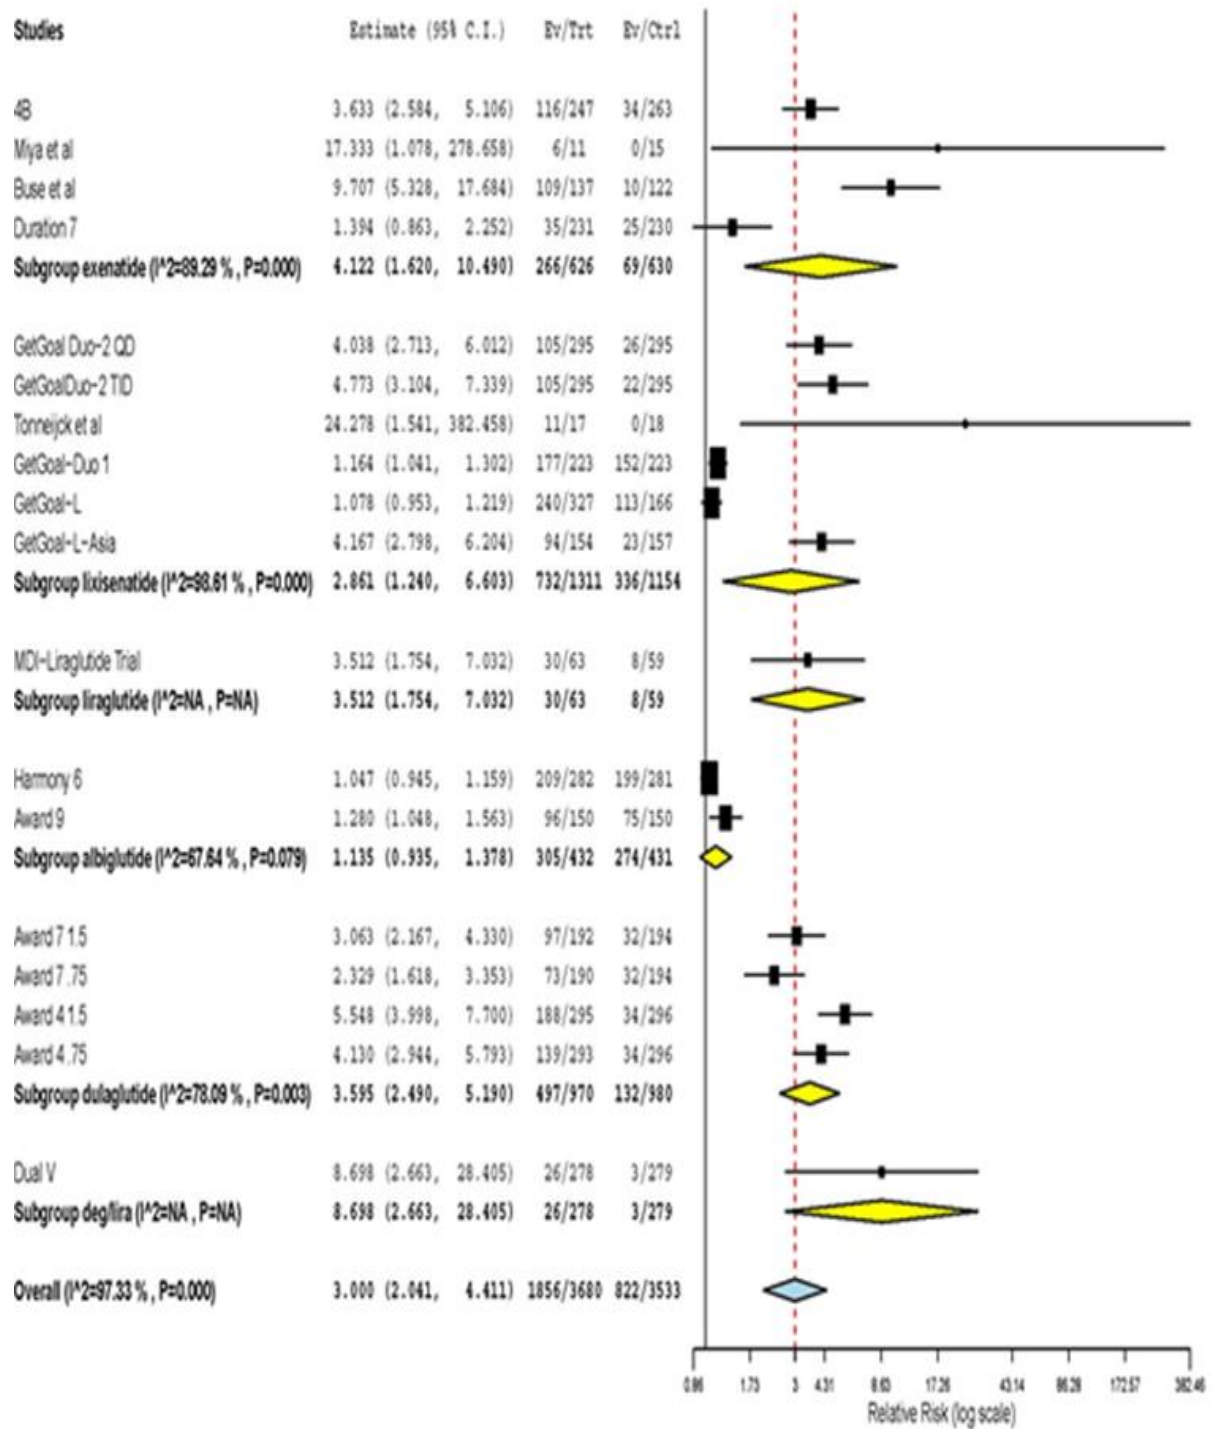 Studies Estimate (95% C.I.) Ev/Trt Ev/Ctrl
4B 3.633 (2.584, 5.106) 116/247 34/263
Miya et al 17.333 (1.078, 278.658) 6/11 0/15
Buse et al 9.707 (5.328, 17.684) 109/137 10/122
Duration 7 1.394 (0.863, 2.252) 35/231 25/230
Subgroup exenatide (I^2=89.29 % , P=0.000) 4.122 (1.620, 10.490) 266/626 69/630
GetGoal Duo-2 QD 4.038 (2.713, 6.012) 105/295 26/295
GetGoalDuo-2 TID 4.773 (3.104, 7.339) 105/295 22/295
Tonneijck et al 24.278 (1.541, 382.458) 11/17 0/18
GetGoal-Duo 1 1.164 (1.041, 1.302) 177/223 152/223
GetGoal-L 1.078 (0.953, 1.219) 240/327 113/166
GetGoal-L-Asia 4.167 (2.798, 6.204) 94/154 23/157
Subgroup lixisenatide (I^2=98.61 % , P=0.000) 2.861 (1.240, 6.603) 732/1311 336/1154
MDI-Liraglutide Trial 3.512 (1.754, 7.032) 30/63 8/59
Subgroup liraglutide (I^2=NA , P=NA) 3.512 (1.754, 7.032) 30/63 8/59
Harmony 6 1.047 (0.945, 1.159) 209/282 199/281
Award 9 1.280 (1.048, 1.563) 96/150 75/150
Subgroup albiglutide (I^2=67.64 % , P=0.079) 1.135 (0.935, 1.378) 305/432 274/431
Award 7 1.5 3.063 (2.167, 4.330) 97/192 32/194
Award 7 .75 2.329 (1.618, 3.353) 73/190 32/194
Award 4 1.5 5.548 (3.998, 7.700) 188/295 34/296
Award 4 .75 4.130 (2.944, 5.793) 139/293 34/296
Subgroup dulaglutide (I^2=78.09 % , P=0.003) 3.595 (2.490, 5.190) 497/970 132/980
Dual V 8.698 (2.663, 28.405) 26/278 3/279
Subgroup deg/lira (I^2=NA , P=NA) 8.698 (2.663, 28.405) 26/278 3/279
Overall (I^2=97.33 % , P=0.000) 3.000 (2.041, 4.411) 1856/3680 822/3533
0.86 1.73 3 4.31 8.63 17.26 43.14 86.28 172.57 382.46
Relative Risk (log scale)